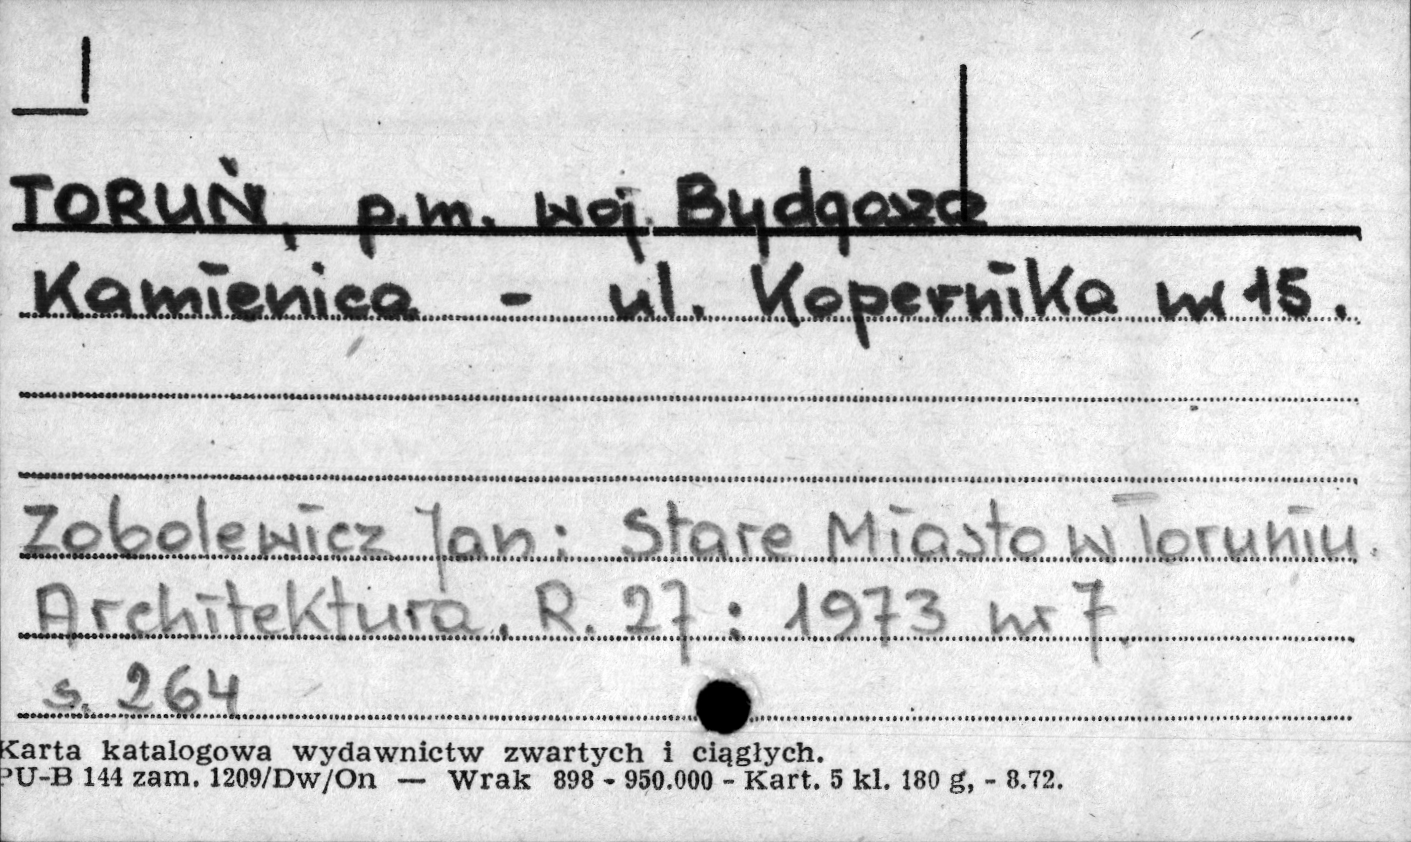 TORUŃ, p.m. woj. Bydgoszcz
Kamienica - ul. Kopernika nr 15.
Zobolewicz Jan: Stare Miasto w Toruniu.
Architektura. R. 27: 1973 nr 7.
s. 264
Karta katalogowa wydawnictw zwartych i ciągłych.
PU-B 144 zam. 1209/Dw/On — Wrak 898 - 950.000 - Kart. 5 kl. 180 g, - 8.72.